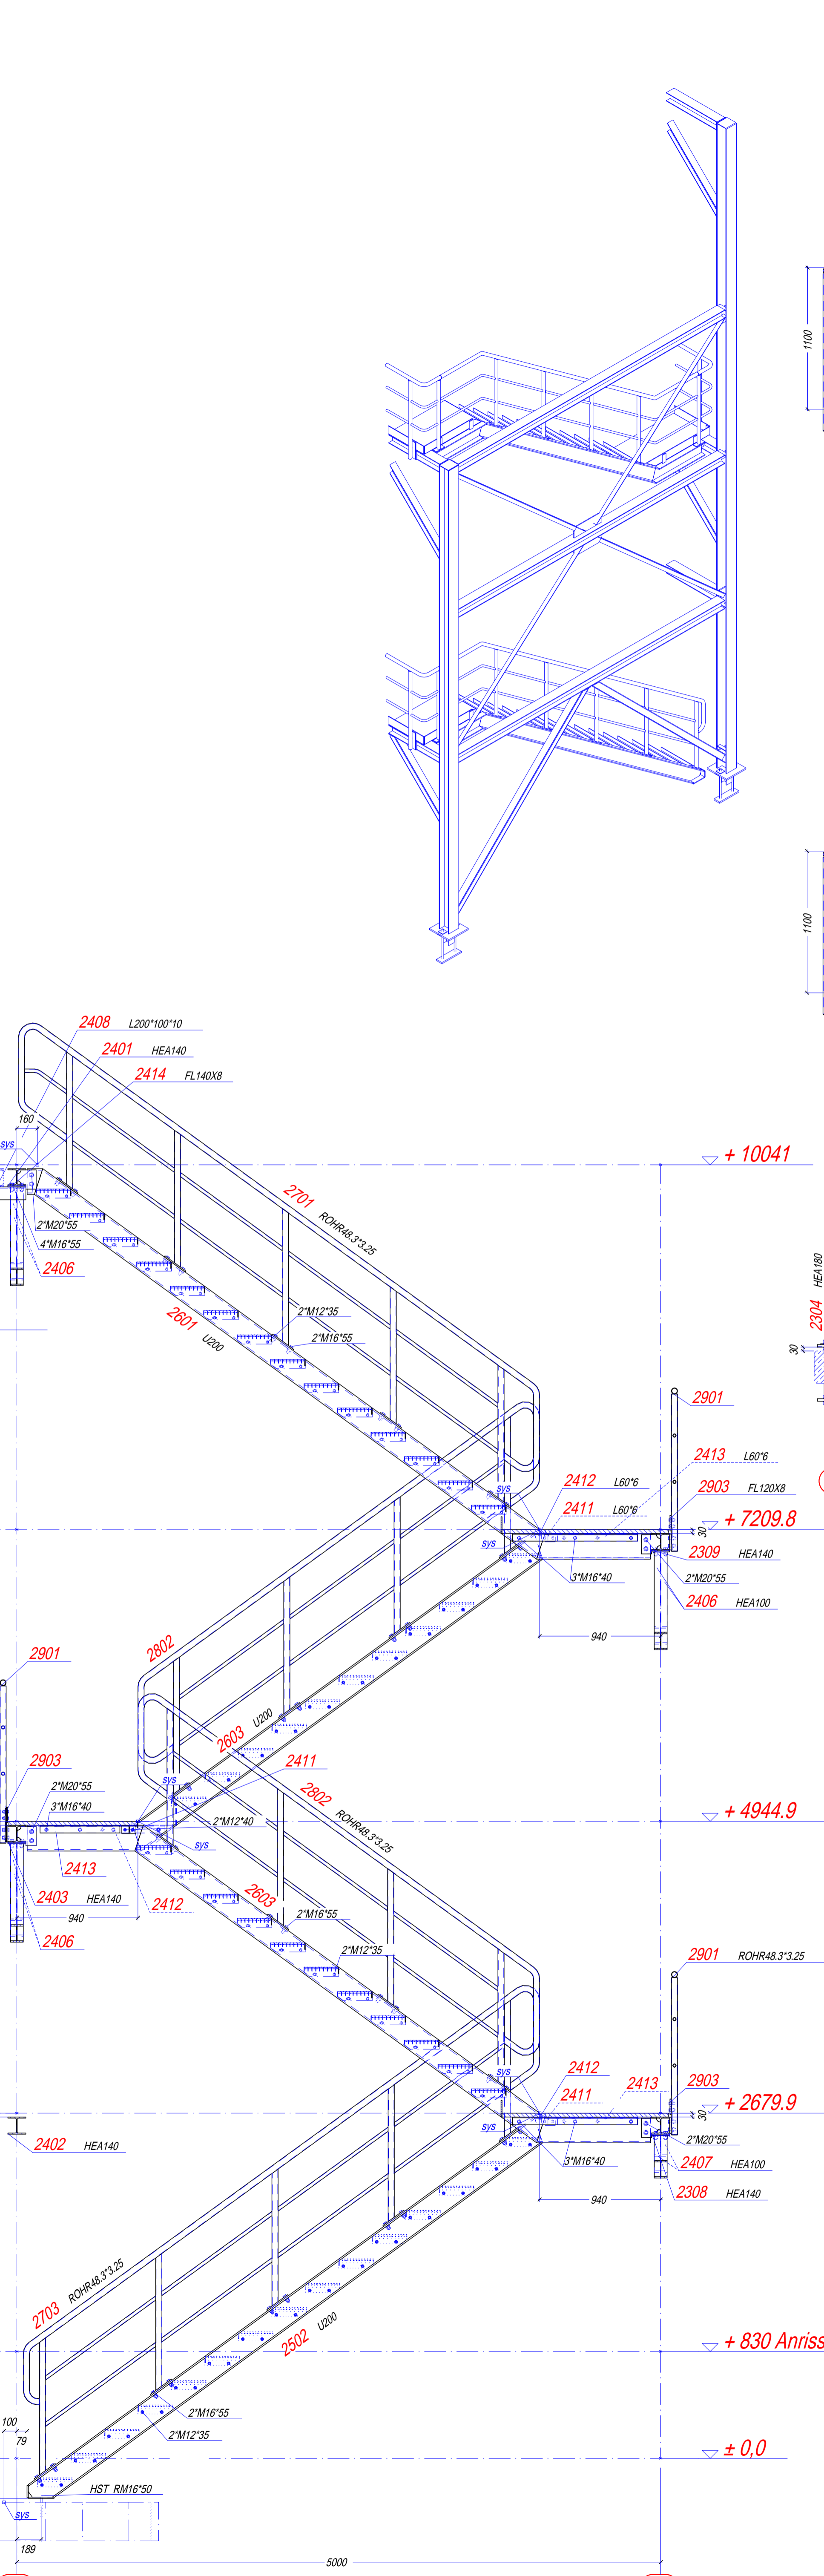 1100
1100
2408 L200*100*10
2401 HEA140
2414 FL140X8
160
sys
+ 10041
2701
ROHR48.3*3.25
2*M20*55
4*M16*55
2406
2304 HEA180
2*M12*35
2601
U200
2*M16*55
30
2901
2413 L60*6
2412 L60*6
2903 FL120X8
sys
2411 L60*6
+ 7209.8
30
sys
2309 HEA140
3*M16*40
2*M20*55
2406 HEA100
940
2802
2901
U200
2603
2903
2411
2*M20*55
sys
2802
3*M16*40
+ 4944.9
2*M12*40
ROHR48.3*3.25
sys
2413
2603
2403 HEA140
2412
2*M16*55
940
2406
2*M12*35
2901 ROHR48.3*3.25
2412
sys
2413
2903
2411
+ 2679.9
30
sys
2*M20*55
2402 HEA140
3*M16*40
2407 HEA100
2308 HEA140
940
ROHR48.3*3.25
2703
U200
2502
+ 830 Anriss
2*M16*55
100
79
2*M12*35
± 0,0
HST_RM16*50
sys
189
5000